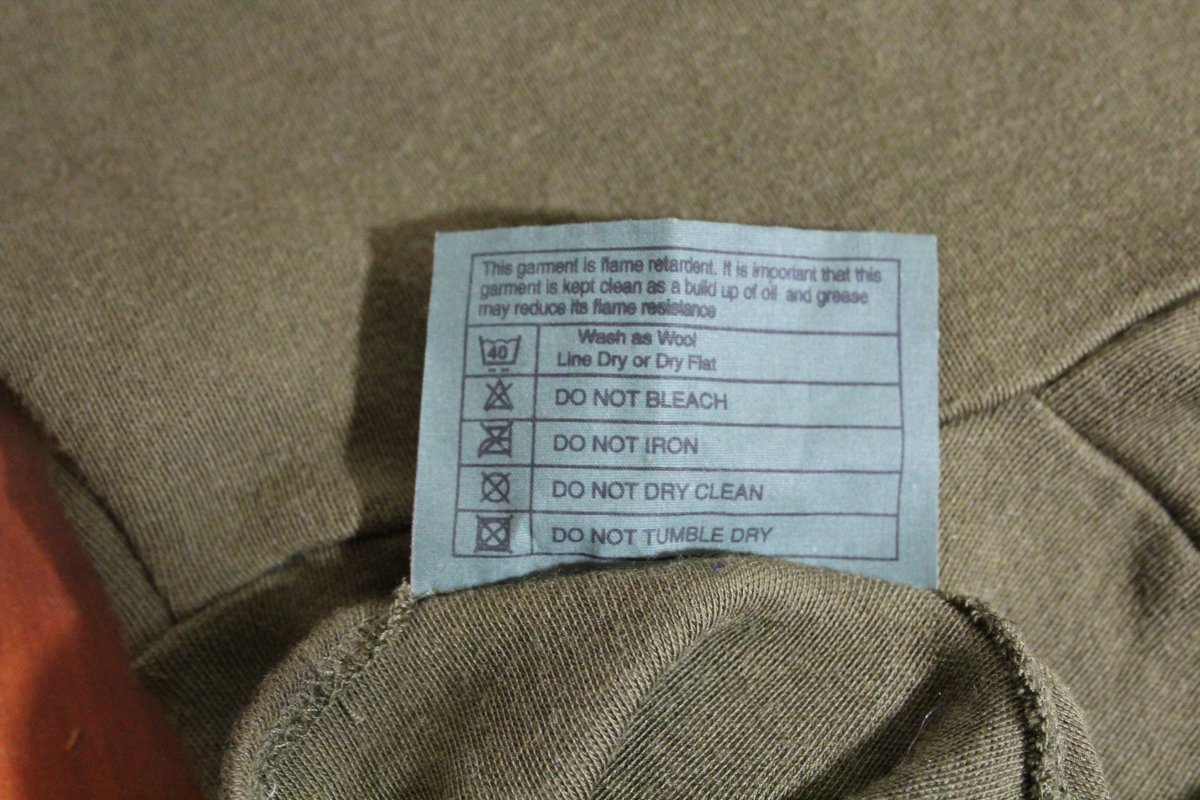 This garment is flame retardent. It is important that this
garment is kept clean as a build up of oil and grease
may reduce its flame resistance
40
Wash as Wool
Line Dry or Dry Flat
DO NOT BLEACH
DO NOT IRON
DO NOT DRY CLEAN
DO NOT TUMBLE DRY